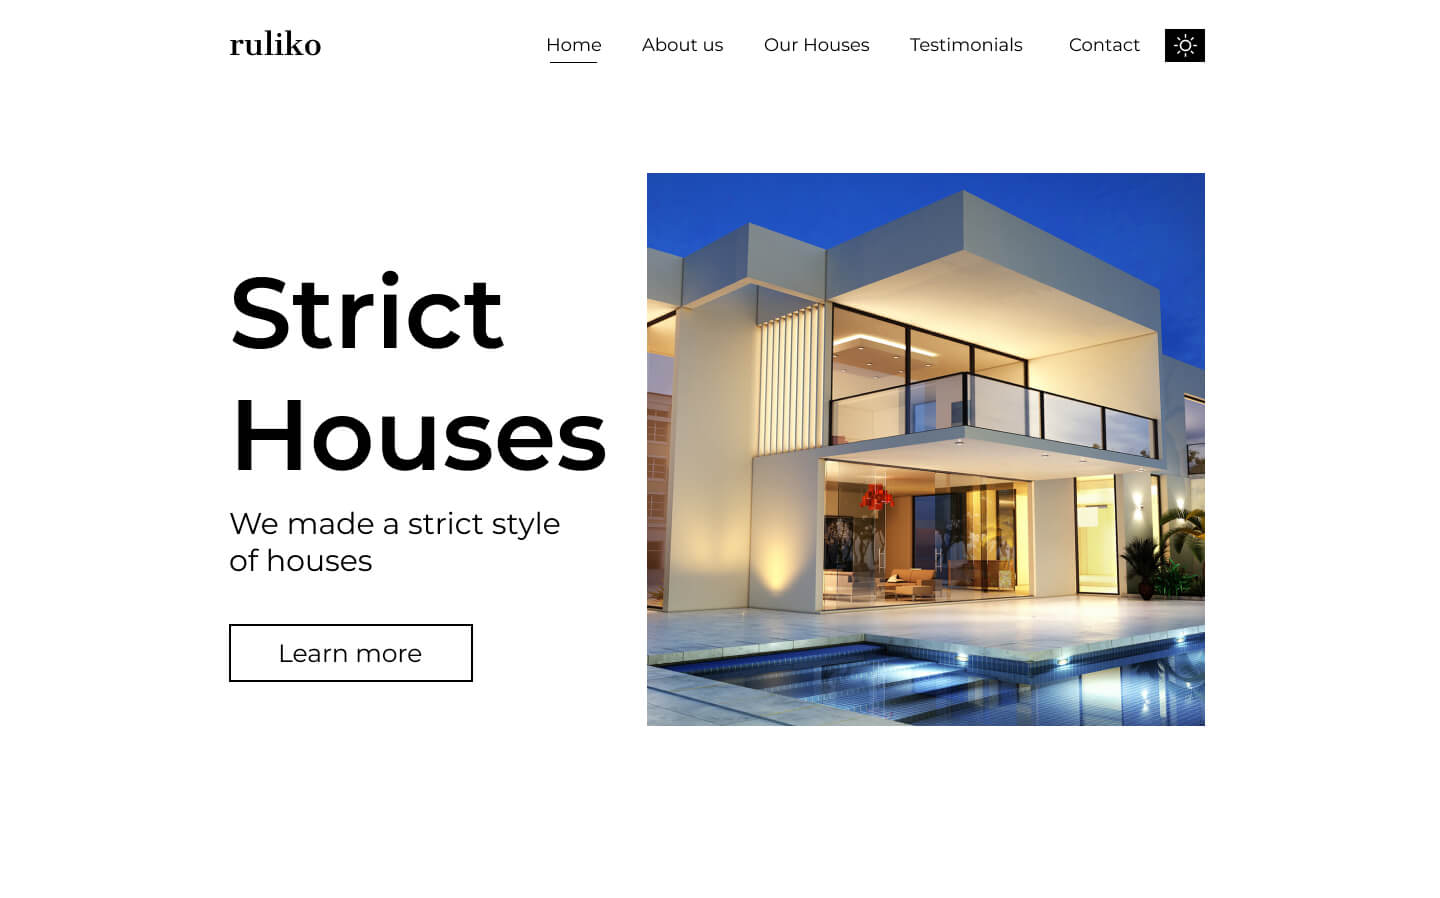 ruliko
Home About us Our Houses Testimonials Contact
Strict
Houses
We made a strict style
of houses
Learn more